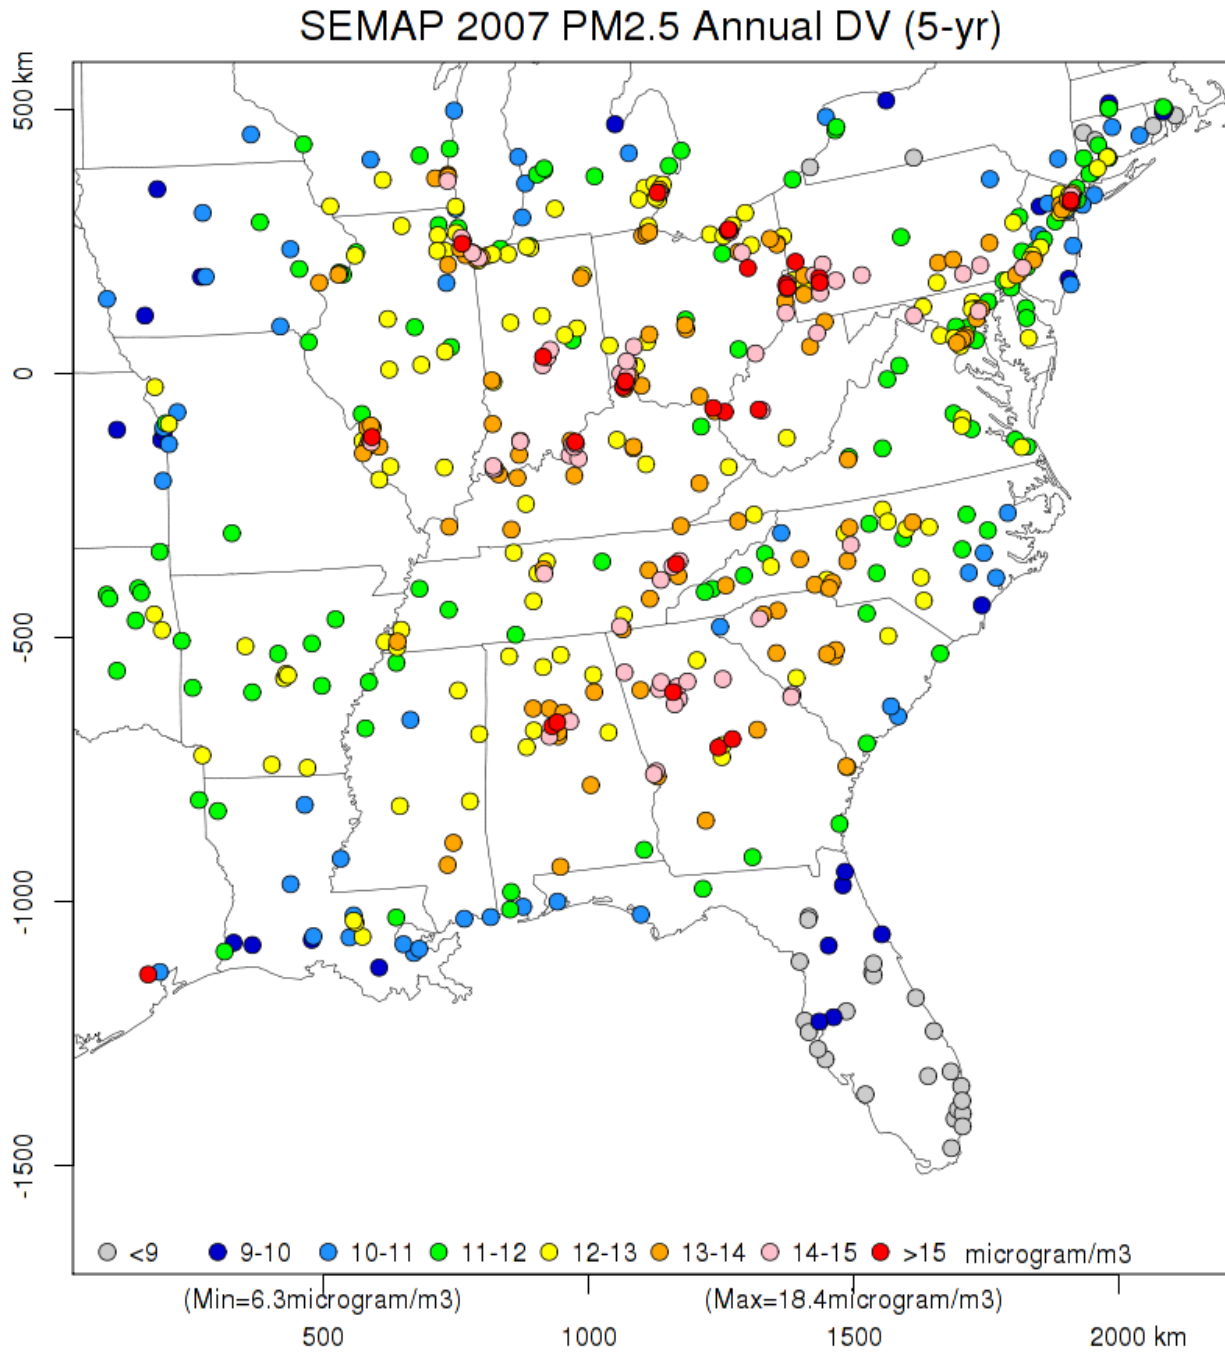 SEMAP 2007 PM2.5 Annual DV (5-yr)
500 km
0
-500
-1000
-1500
<9 9-10 10-11 11-12 12-13 13-14 14-15 >15 microgram/m3
(Min=6.3microgram/m3) (Max=18.4microgram/m3)
500 1000 1500 2000 km